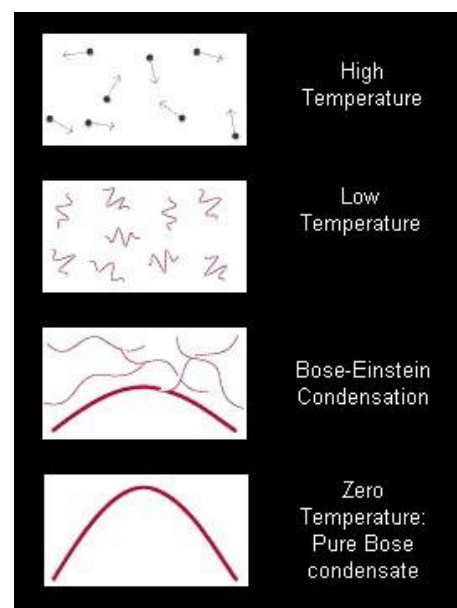 High
Temperature
Low
Temperature
Bose-Einstein
Condensation
Zero
Temperature:
Pure Bose
condensate